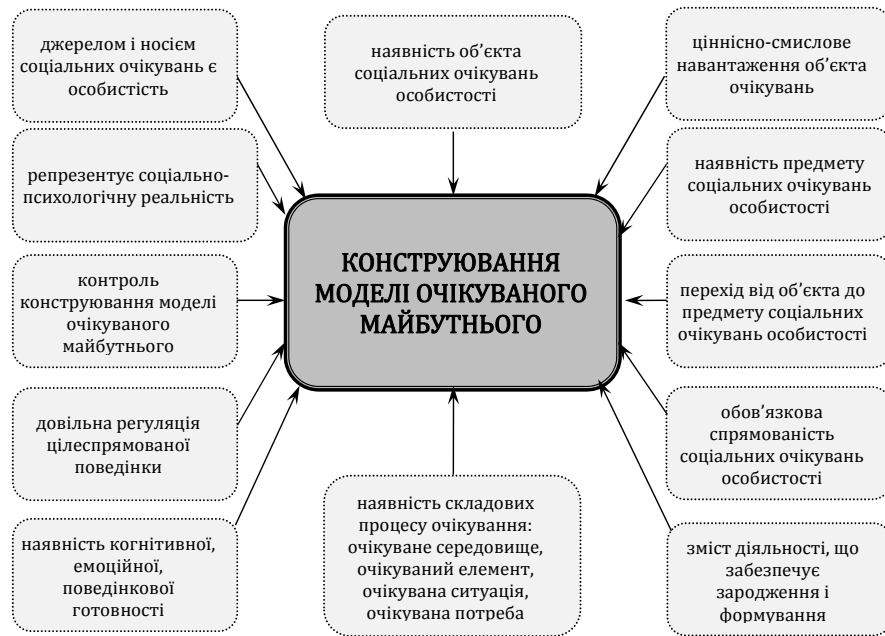 джерелом і носієм
соціальних очікувань є
особистість
наявність об’єкта
соціальних очікувань
особистості
ціннісно-смислове
навантаження об’єкта
очікувань
репрезентує соціально-
психологічну реальність
наявність предмету
соціальних очікувань
особистості
КОНСТРУЮВАННЯ
МОДЕЛІ ОЧІКУВАНОГО
МАЙБУТНЬОГО
контроль
конструювання моделі
очікуваного
майбутнього
перехід від об’єкта до
предмету соціальних
очікувань особистості
довільна регуляція
цілеспрямованої
поведінки
обов’язкова
спрямованість
соціальних очікувань
особистості
наявність когнітивної,
емоційної,
поведінкової
готовності
наявність складових
процесу очікування:
очікуване середовище,
очікуваний елемент,
очікувана ситуація,
очікувана потреба
зміст діяльності, що
забезпечує
зародження і
формування